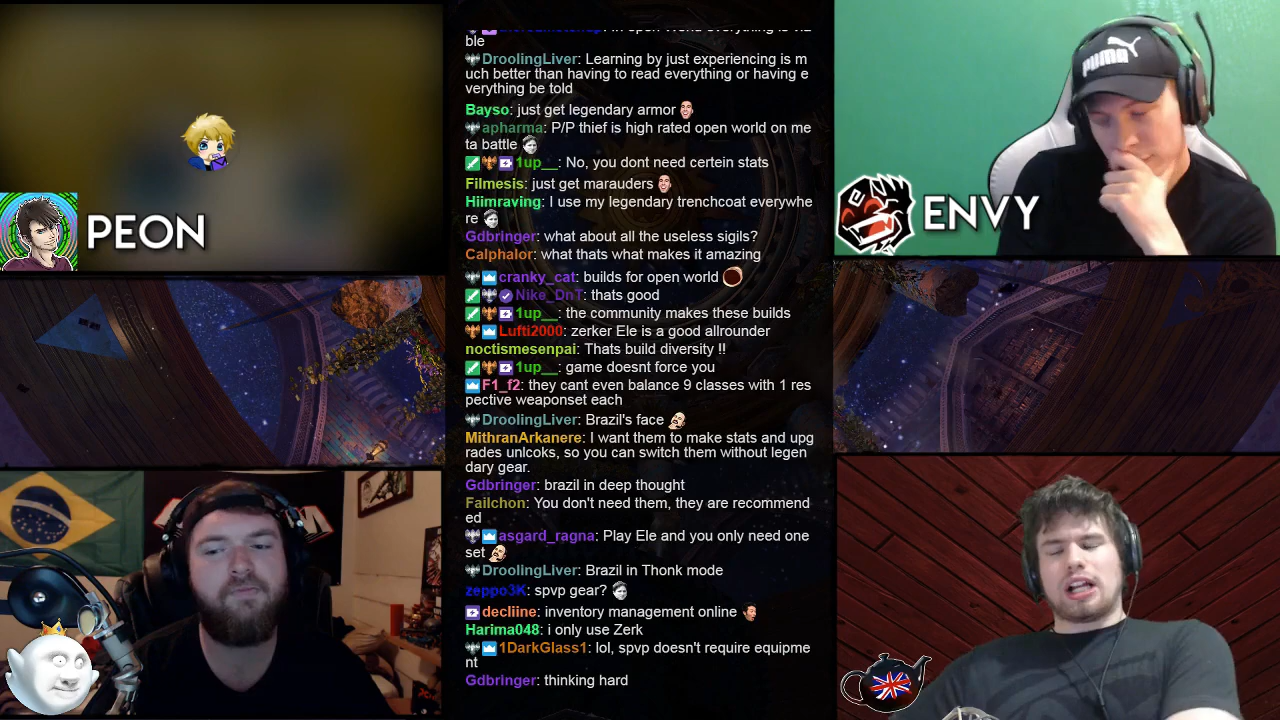 PEON
ble
DroolingLiver: Learning by just experiencing is m
uch better than having to read everything or having e
verything be told
Bayso: just get legendary armor
apharma: P/P thief is high rated open world on me
ta battle
1up__: No, you dont need certein stats
Filmesis: just get marauders
Hiimraving: I use my legendary trenchcoat everywhe
re
Gdbringer: what about all the useless sigils?
Calphalor: what thats what makes it amazing
cranky_cat: builds for open world
Nike_DnT: thats good
1up__: the community makes these builds
Lufti2000: zerker Ele is a good allrounder
noctismesenpai: Thats build diversity !!
1up__: game doesnt force you
F1_f2: they cant even balance 9 classes with 1 res
pective weaponset each
DroolingLiver: Brazil's face
MithranArkanere: I want them to make stats and upg
rades unlcoks, so you can switch them without legen
dary gear.
Gdbringer: brazil in deep thought
Failchon: You don't need them, they are recommend
ed
asgard_ragna: Play Ele and you only need one
set
DroolingLiver: Brazil in Thonk mode
zeppo3K: spvp gear?
decliine: inventory management online
Harima048: i only use Zerk
1DarkGlass1: lol, spvp doesn't require equipme
nt
Gdbringer: thinking hard
PUMA
ENVY